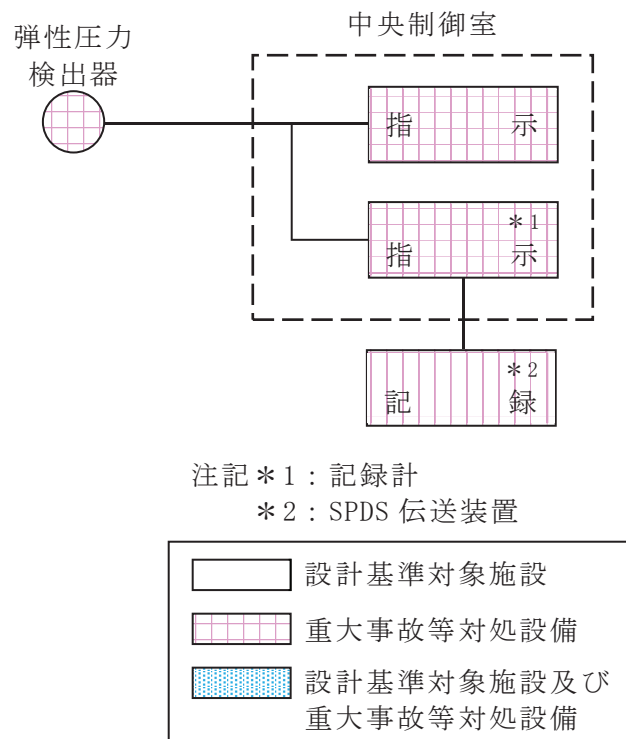 中央制御室
弾性圧力
検出器
指 示
＊1
指 示
＊2
記 録
注記＊1：記録計
＊2：SPDS 伝送装置
設計基準対象施設
重大事故等対処設備
設計基準対象施設及び
重大事故等対処設備